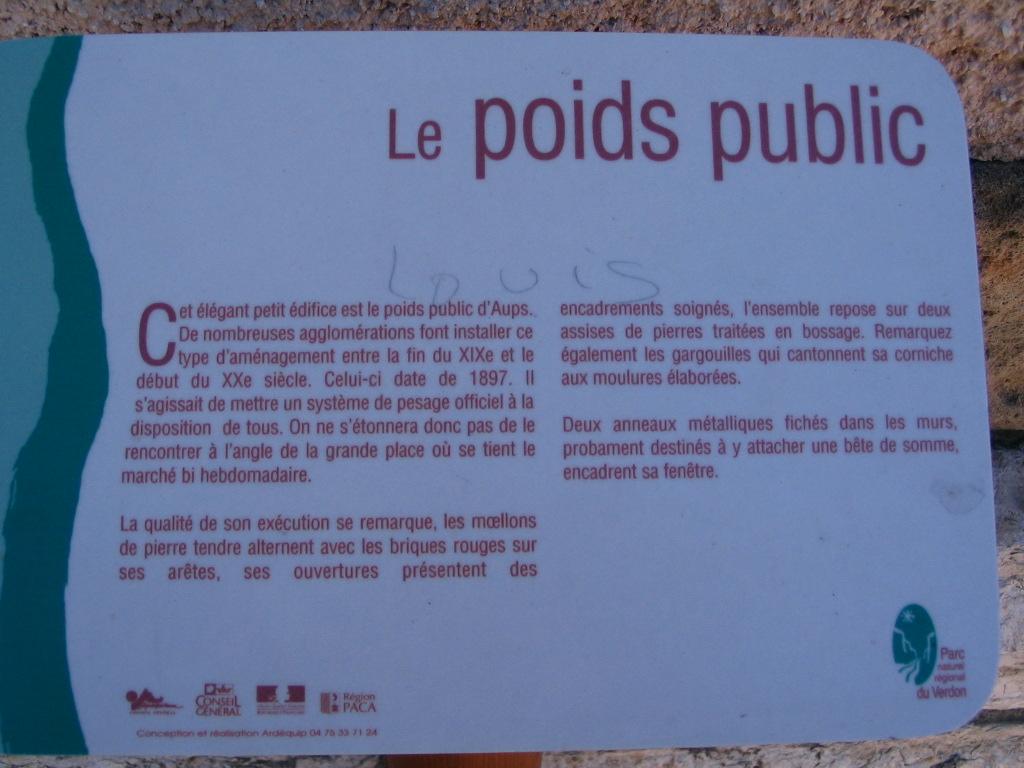 Le poids public
Louis
Cet élégant petit édifice est le poids public d'Aups.
De nombreuses agglomérations font installer ce
type d'aménagement entre la fin du XIXe et le
début du XXe siècle. Celui-ci date de 1897. Il
s'agissait de mettre un système de pesage officiel à la
disposition de tous. On ne s'étonnera donc pas de le
rencontrer à l'angle de la grande place où se tient le
marché bi hebdomadaire.
La qualité de son exécution se remarque, les mœllons
de pierre tendre alternent avec les briques rouges sur
ses arêtes, ses ouvertures présentent des
encadrements soignés, l'ensemble repose sur deux
assises de pierres traitées en bossage. Remarquez
également les gargouilles qui cantonnent sa corniche
aux moulures élaborées.
Deux anneaux métalliques fichés dans les murs,
probament destinés à y attacher une bête de somme,
encadrent sa fenêtre.
CONSEIL
GENERAL
Région
PACA
Conception et réalisation Ardéquip 04 75 33 71 24
Parc
naturel
régional
du Verdon